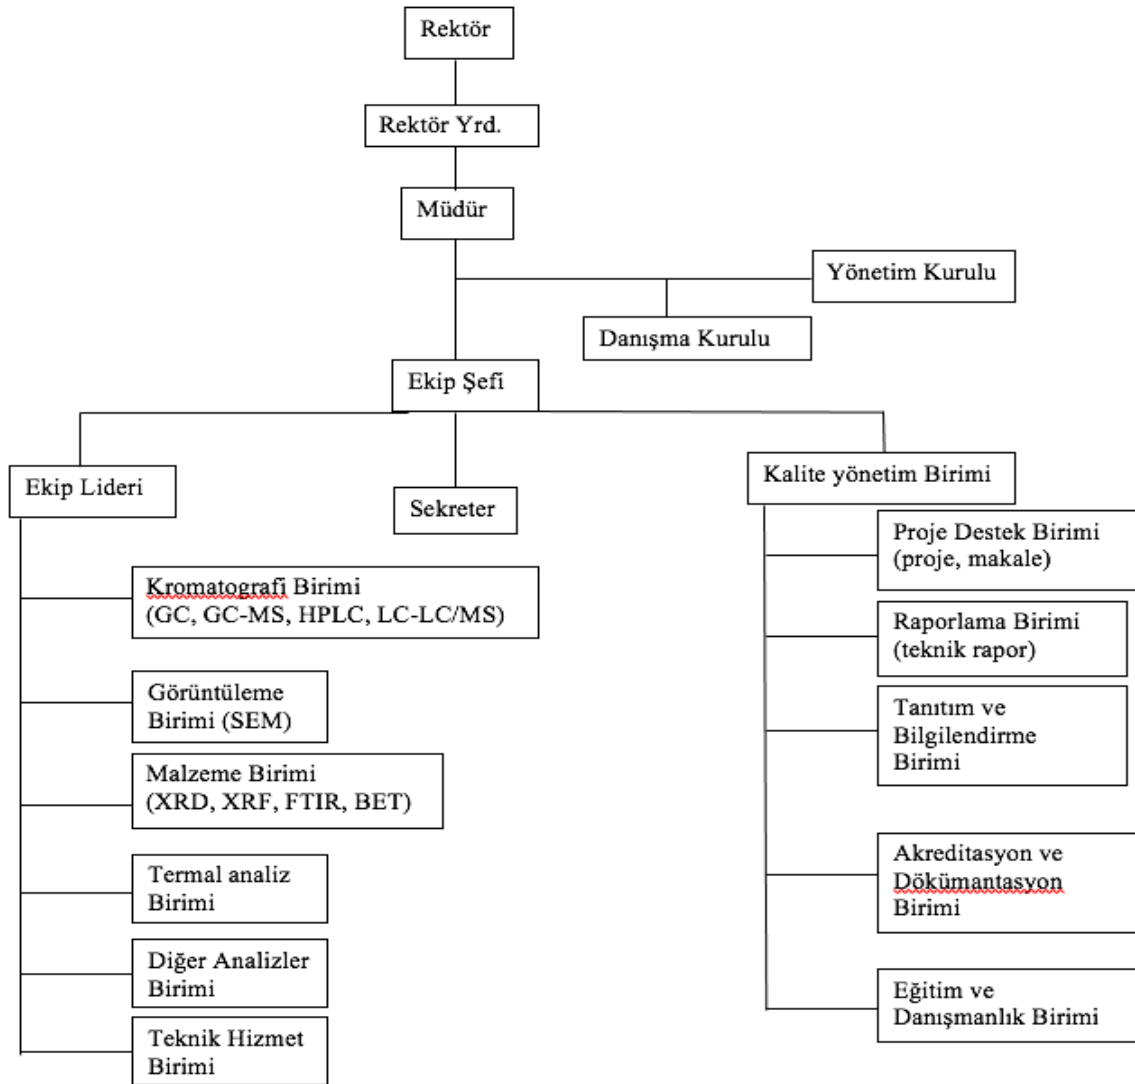 Rektör
Rektör Yrd.
Müdür
Yönetim Kurulu
Danışma Kurulu
Ekip Şefi
Ekip Lideri
Sekreter
Kalite yönetim Birimi
Kromatografi Birimi
(GC, GC-MS, HPLC, LC-LC/MS)
Görüntüleme
Birimi (SEM)
Malzeme Birimi
(XRD, XRF, FTIR, BET)
Termal analiz
Birimi
Diğer Analizler
Birimi
Teknik Hizmet
Birimi
Proje Destek Birimi
(proje, makale)
Raporlama Birimi
(teknik rapor)
Tanıtım ve
Bilgilendirme
Birimi
Akreditasyon ve
Dökümantasyon
Birimi
Eğitim ve
Danışmanlık Birimi